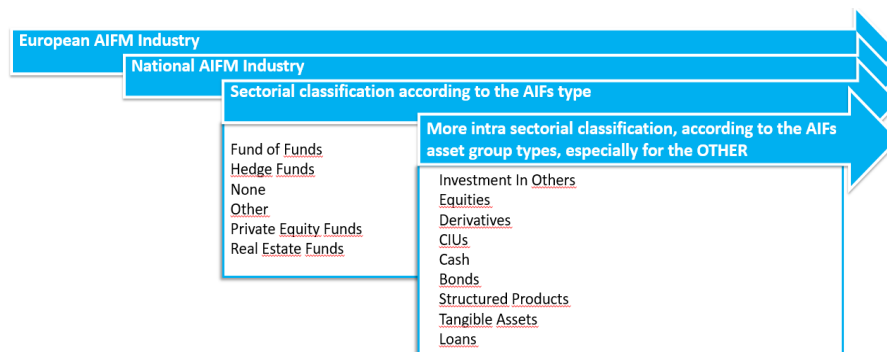 European AIFM Industry
National AIFM Industry
Sectorial classification according to the AIFs type
More intra sectorial classification, according to the AIFs
asset group types, especially for the OTHER
Fund of Funds
Hedge Funds
None
Other
Private Equity Funds
Real Estate Funds
Investment In Others
Equities
Derivatives
CIUs
Cash
Bonds
Structured Products
Tangible Assets
Loans